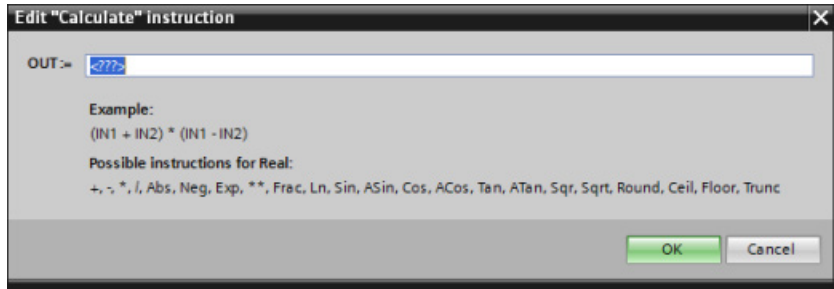 Edit "Calculate" instruction
OUT := <???>
Example:
(IN1 + IN2) * (IN1 - IN2)
Possible instructions for Real:
+, -, *, /, Abs, Neg, Exp, **, Frac, Ln, Sin, ASin, Cos, ACos, Tan, ATan, Sqr, Sqrt, Round, Ceil, Floor, Trunc
OK Cancel